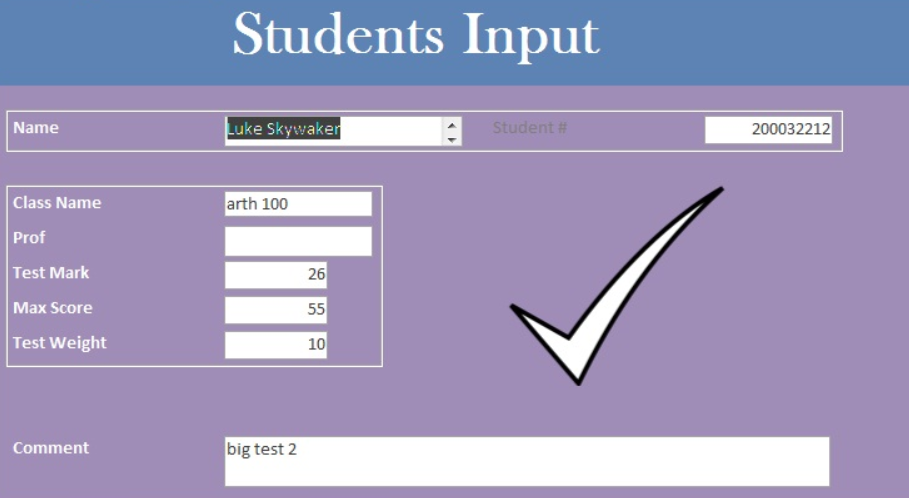 Students Input
Name Luke Skywaker Student # 200032212
Class Name arth 100
Prof
Test Mark 26
Max Score 55
Test Weight 10
Comment big test 2